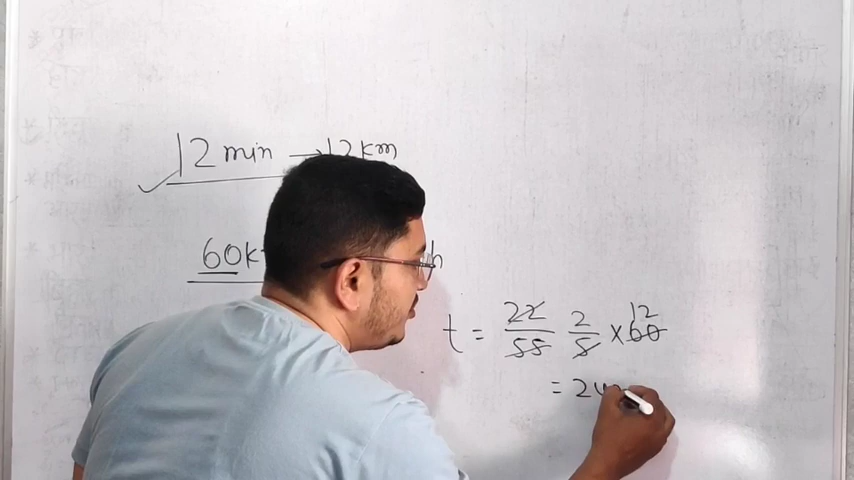 12 min → 12 km
60k
t = 22/55 2/5 × 60 12
= 24